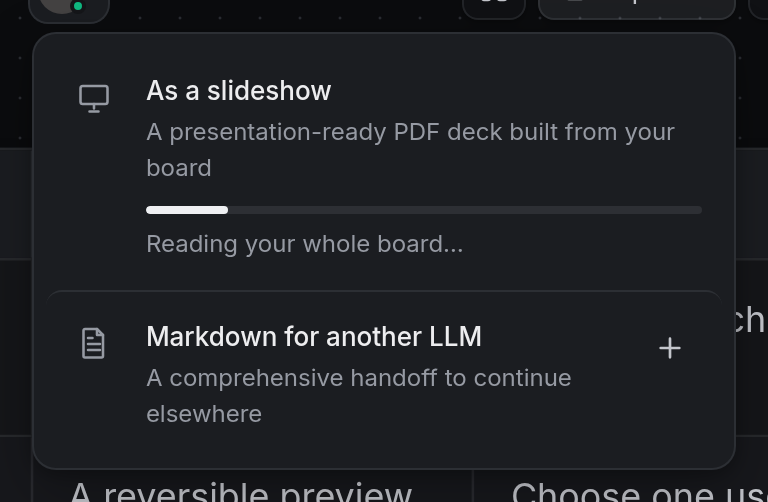 As a slideshow
A presentation-ready PDF deck built from your
board
Reading your whole board...
ch
Markdown for another LLM
A comprehensive handoff to continue
elsewhere
A reversible preview
Choose one us